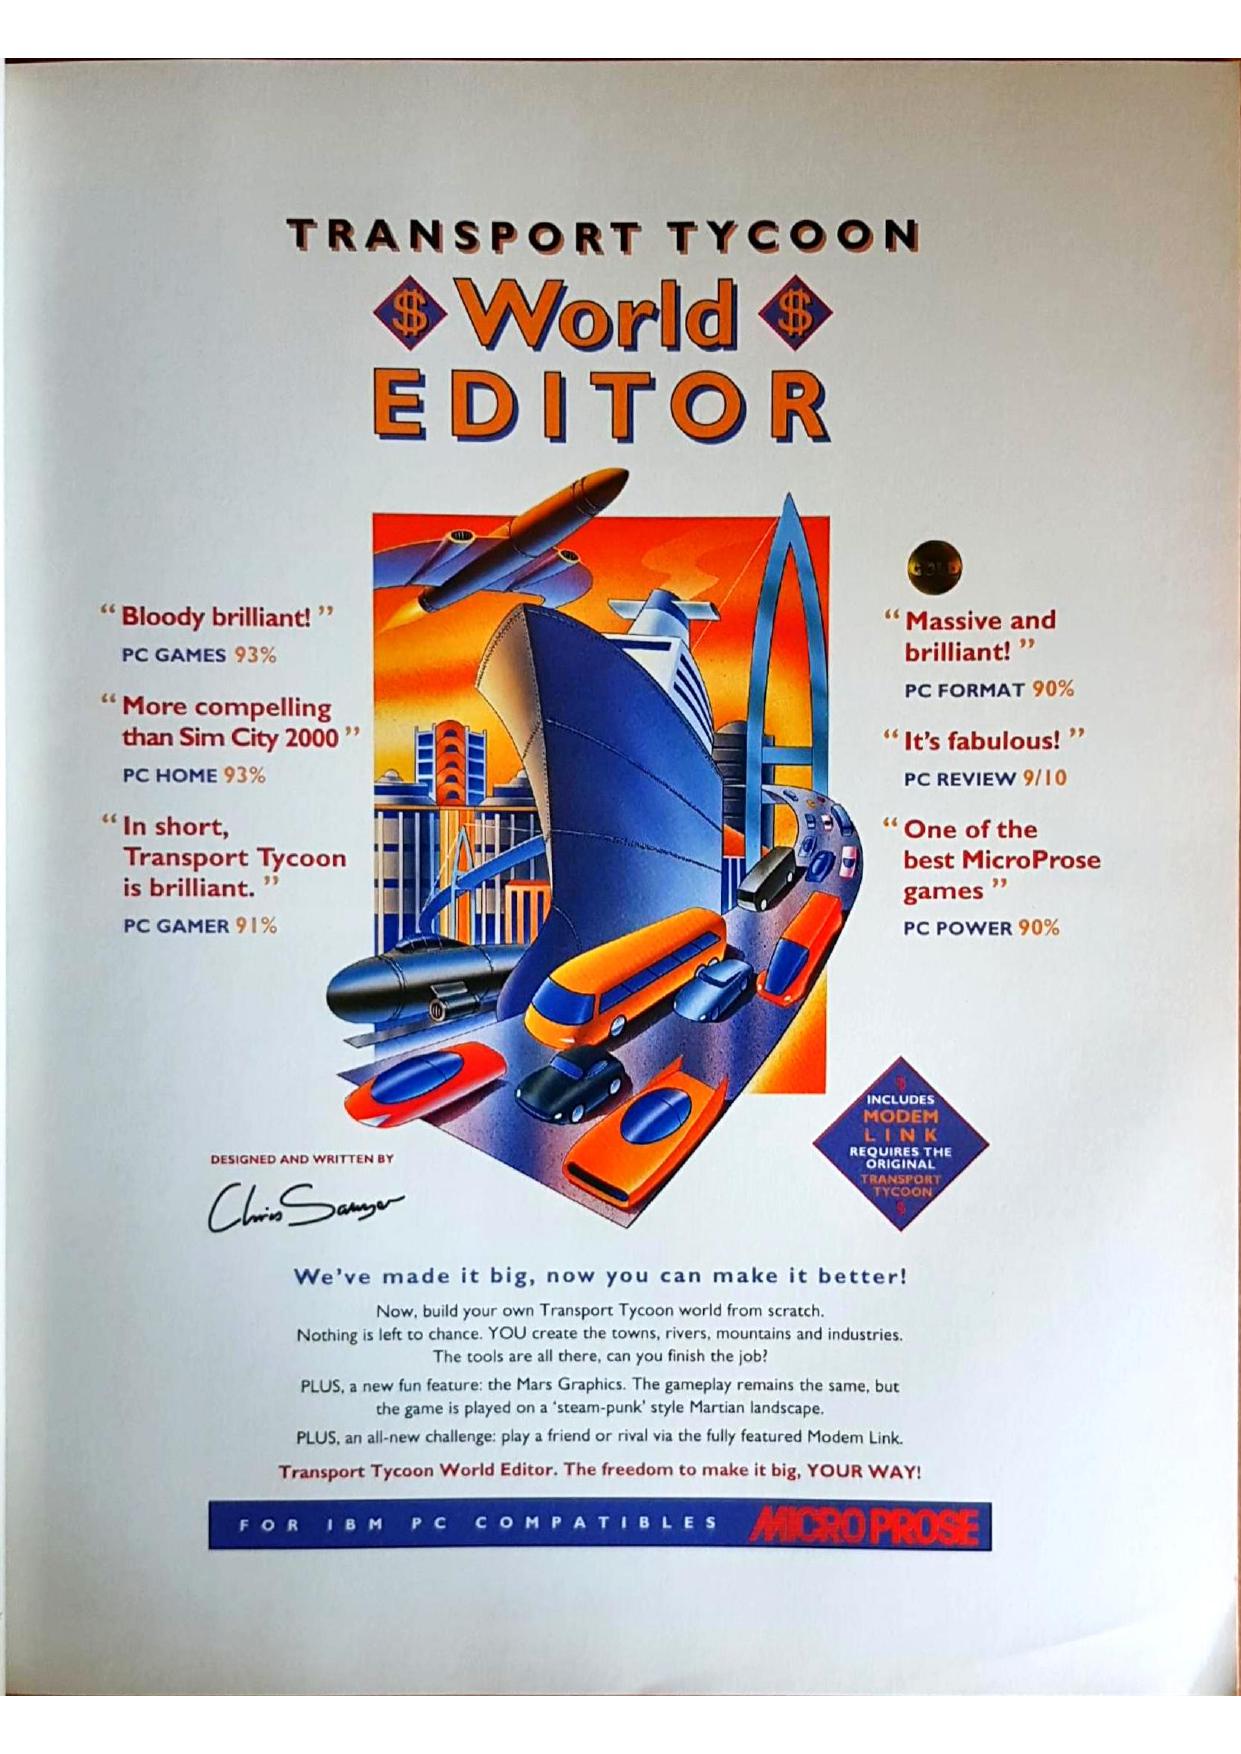 TRANSPORT TYCOON
$ World $
EDITOR
“ Bloody brilliant! ”
PC GAMES 93%
“ More compelling
than Sim City 2000 ”
PC HOME 93%
“ In short,
Transport Tycoon
is brilliant. ”
PC GAMER 91%
GOLD
“ Massive and
brilliant! ”
PC FORMAT 90%
“ It's fabulous! ”
PC REVIEW 9/10
“ One of the
best MicroProse
games ”
PC POWER 90%
$
INCLUDES
MODEM
LINK
REQUIRES THE
ORIGINAL
TRANSPORT
TYCOON
$
DESIGNED AND WRITTEN BY
Chris Sawyer
We've made it big, now you can make it better!
Now, build your own Transport Tycoon world from scratch.
Nothing is left to chance. YOU create the towns, rivers, mountains and industries.
The tools are all there, can you finish the job?
PLUS, a new fun feature: the Mars Graphics. The gameplay remains the same, but
the game is played on a 'steam-punk' style Martian landscape.
PLUS, an all-new challenge: play a friend or rival via the fully featured Modem Link.
Transport Tycoon World Editor. The freedom to make it big, YOUR WAY!
FOR IBM PC COMPATIBLES MICROPROSE